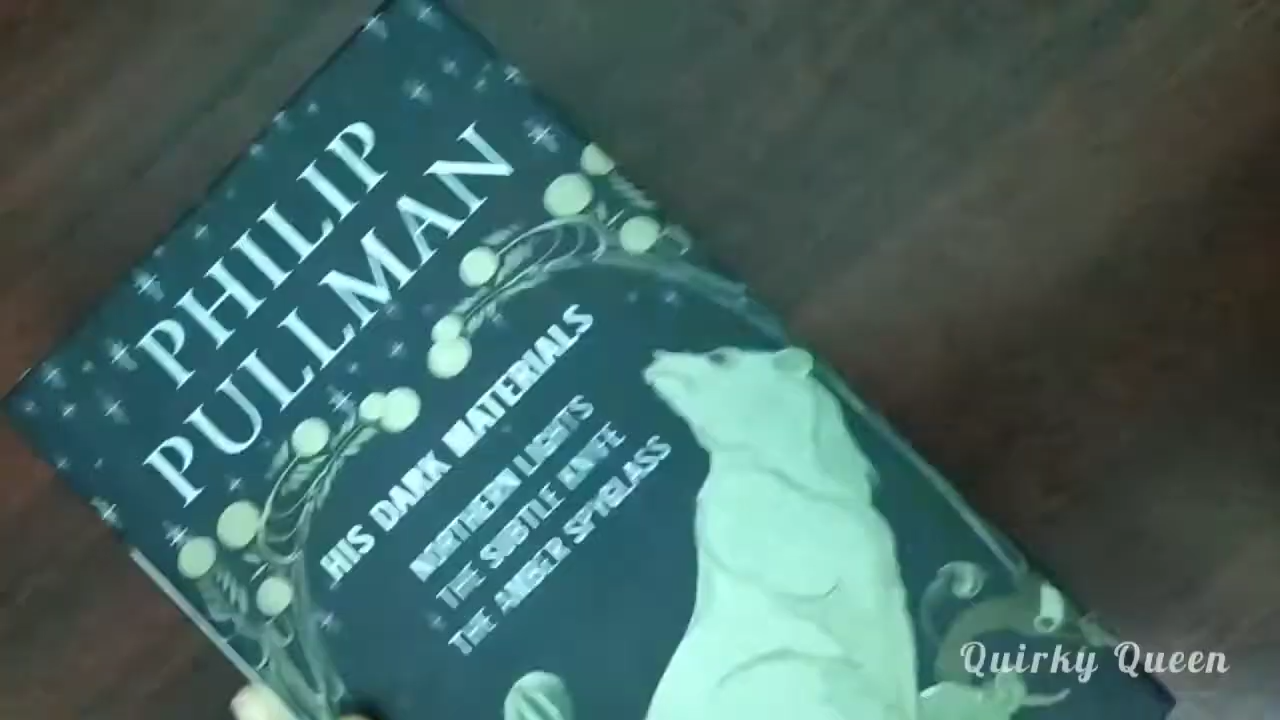 PHILIP
PULLMAN
HIS DARK MATERIALS
NORTHERN LIGHTS
THE SUBTLE KNIFE
THE AMBER SPYGLASS
Quirky Queen